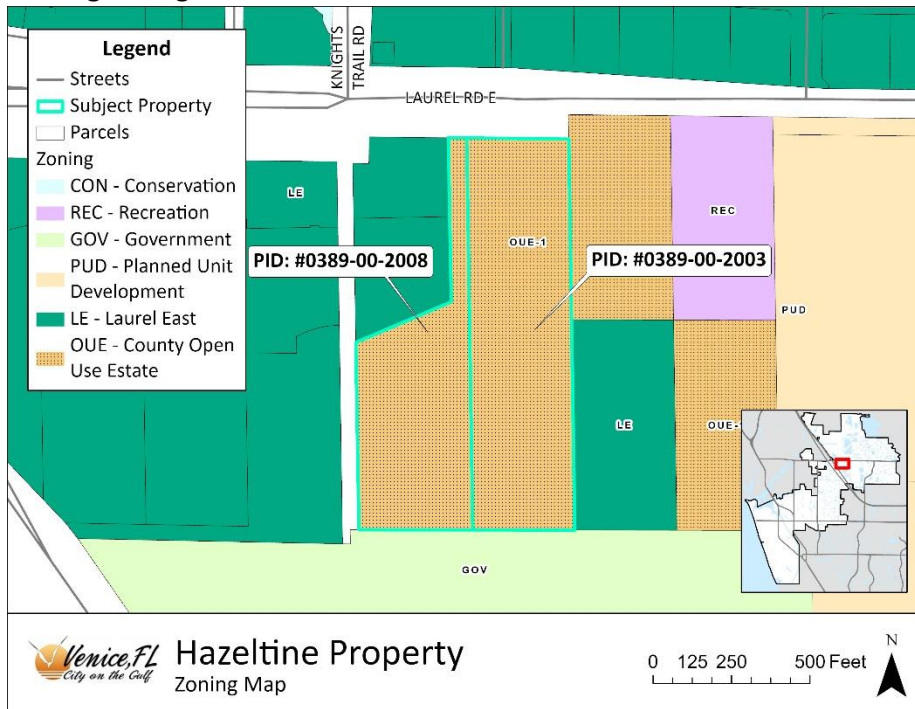 Legend
Streets
Subject Property
Parcels
Zoning
CON - Conservation
REC - Recreation
GOV - Government
PUD - Planned Unit
Development
LE - Laurel East
OUE - County Open
Use Estate
KNIGHTS
TRAIL RD
LAUREL RD E
LE
REC
OUE-1
PID: #0389-00-2008
PID: #0389-00-2003
PUD
LE
OUE-1
GOV
Venice, FL
City on the Gulf
Hazeltine Property
Zoning Map
0 125 250 500 Feet
N